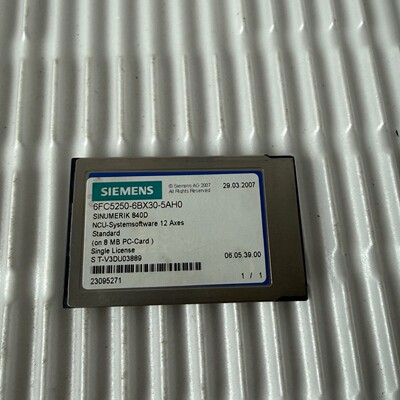 SIEMENS
© Siemens AG 2007
All Rights Reserved
29.03.2007
6FC5250-6BX30-5AH0
SINUMERIK 840D
NCU-Systemsoftware 12 Axes
Standard
(on 8 MB PC-Card )
Single License
S T-V3DU03889
06.05.39.00
23095271
1 / 1